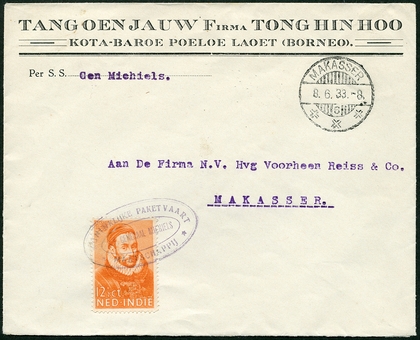 TANG OEN JAUW FIRMA TONG HIN HOO
KOTA-BAROE POELOE LAOET (BORNEO).
Per S. S. Gen Michiels.
MAKASSER
8.6.33.-8.
Aan De Firma N.V. Hvg Voorheen Reiss & Co.
MAKASSER.
PAKETVAART
12½ CT
NED-INDIE